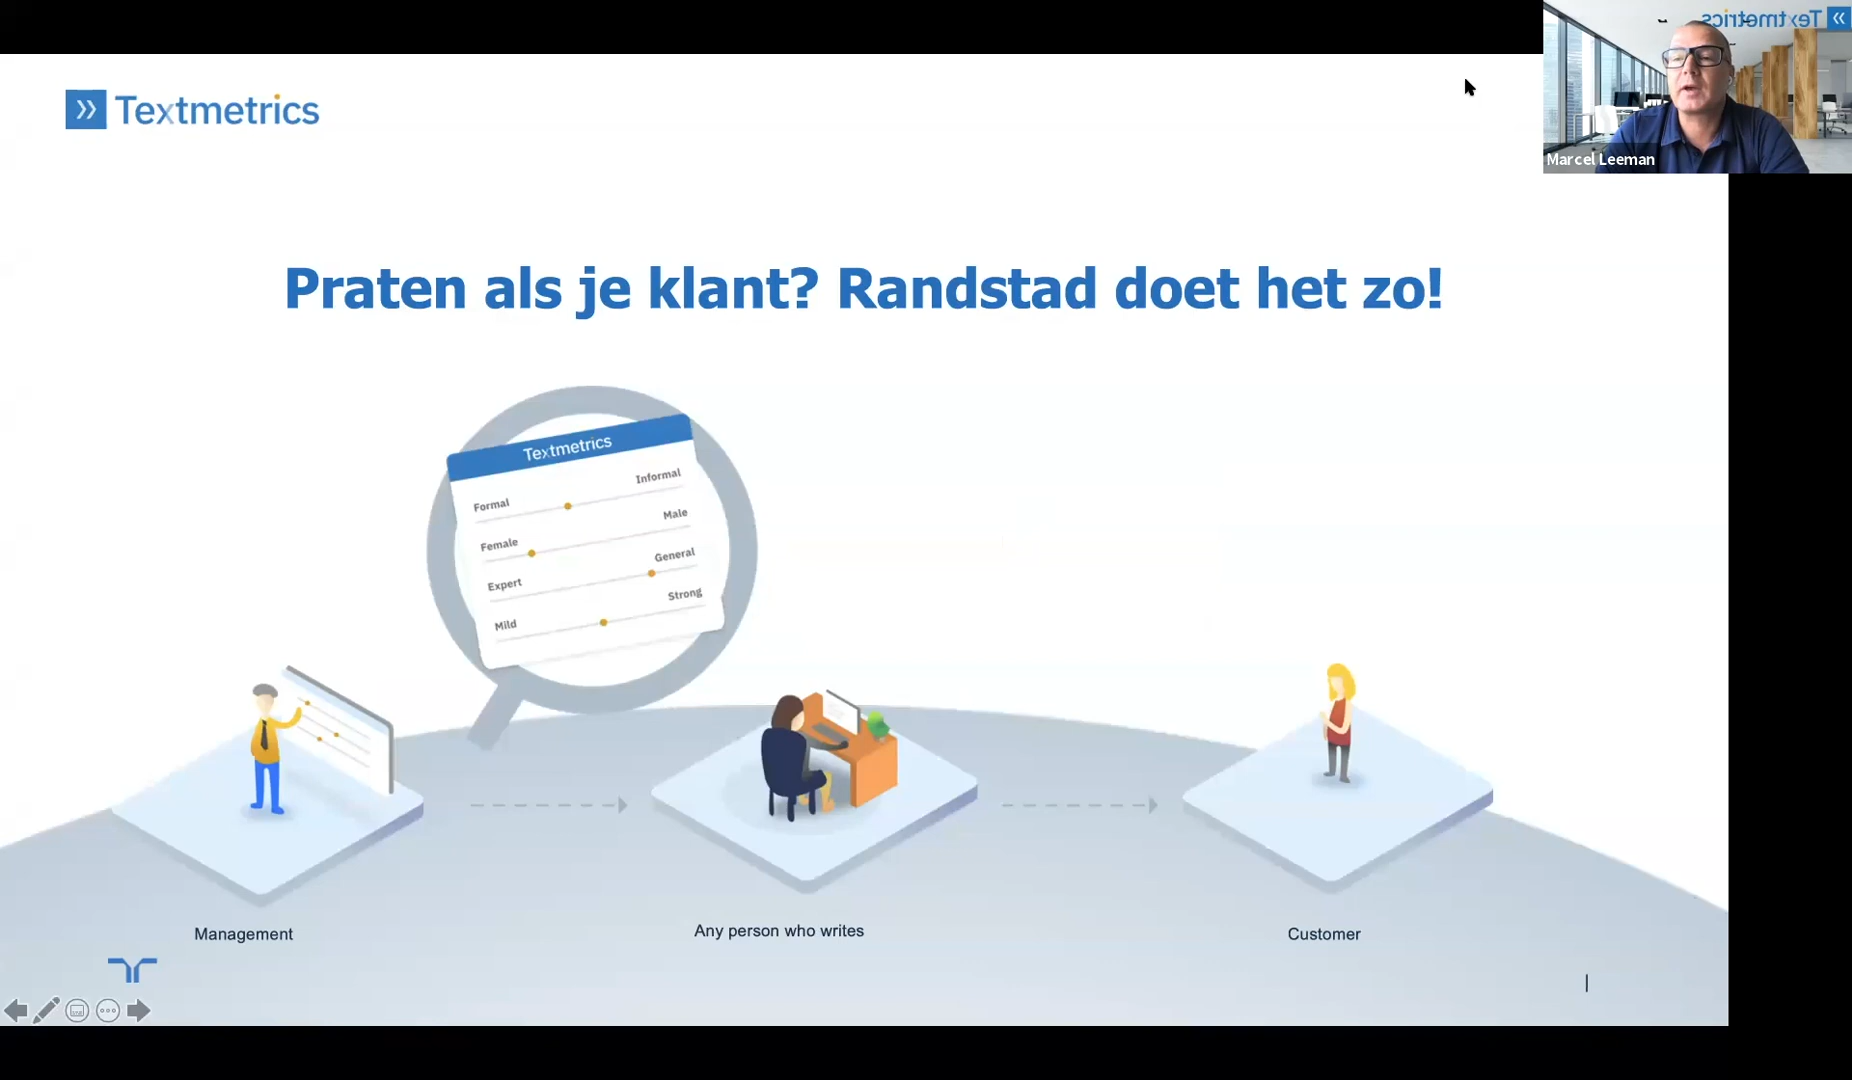 Textmetrics
Textmetrics
Marcel Leeman
Praten als je klant? Randstad doet het zo!
Textmetrics
Formal Informal
Female Male
Expert General
Mild Strong
Management
Any person who writes
Customer